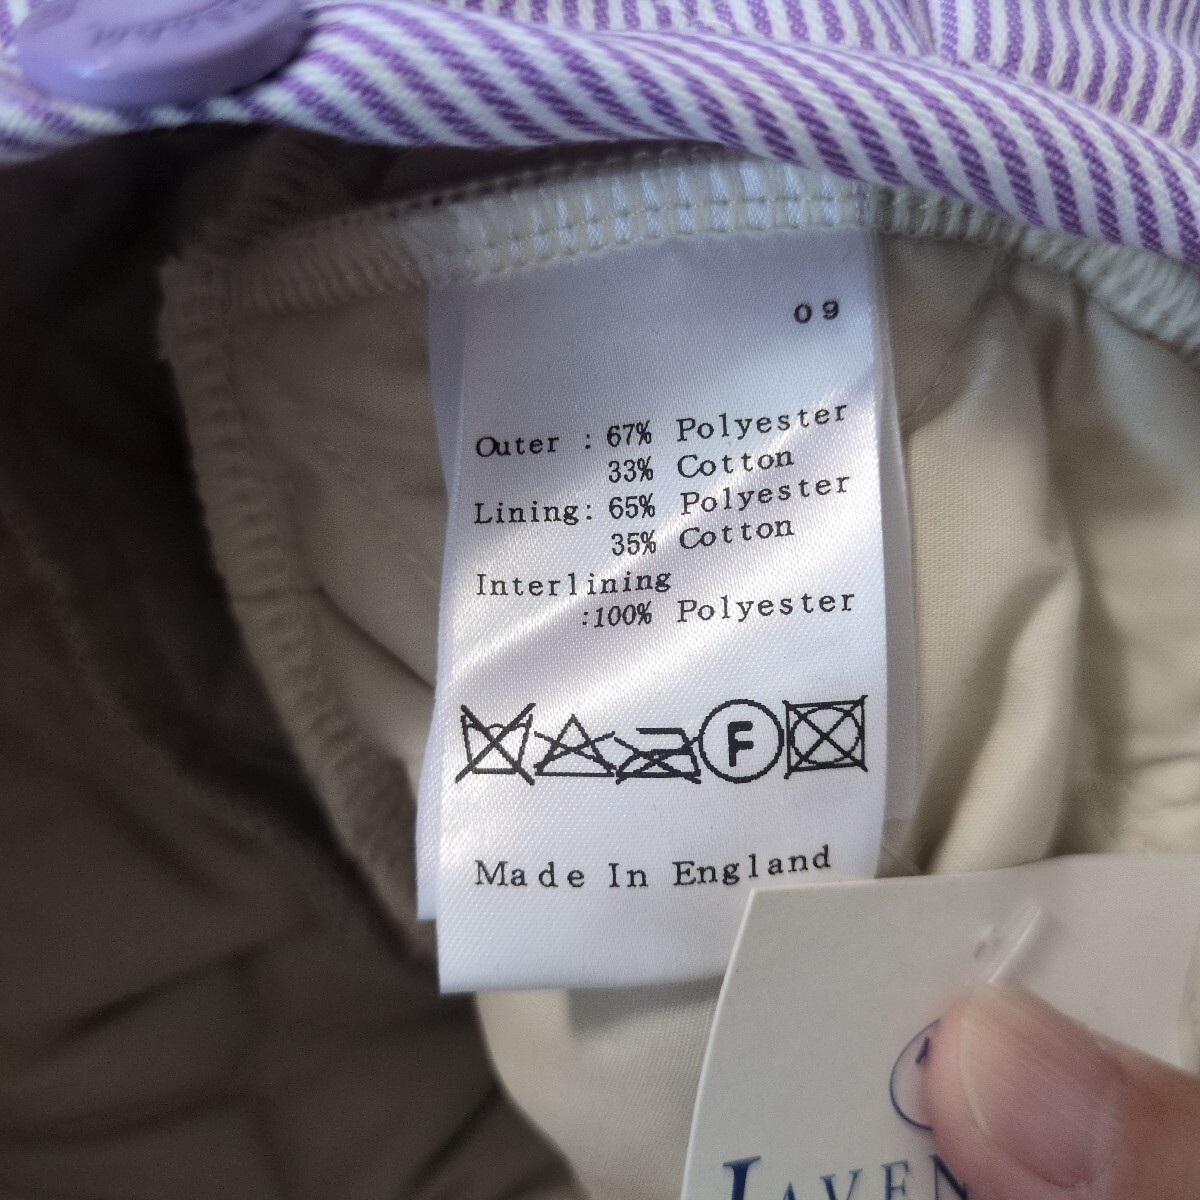 09
Outer : 67% Polyester
33% Cotton
Lining: 65% Polyester
35% Cotton
Interlining
:100% Polyester
F
Made In England